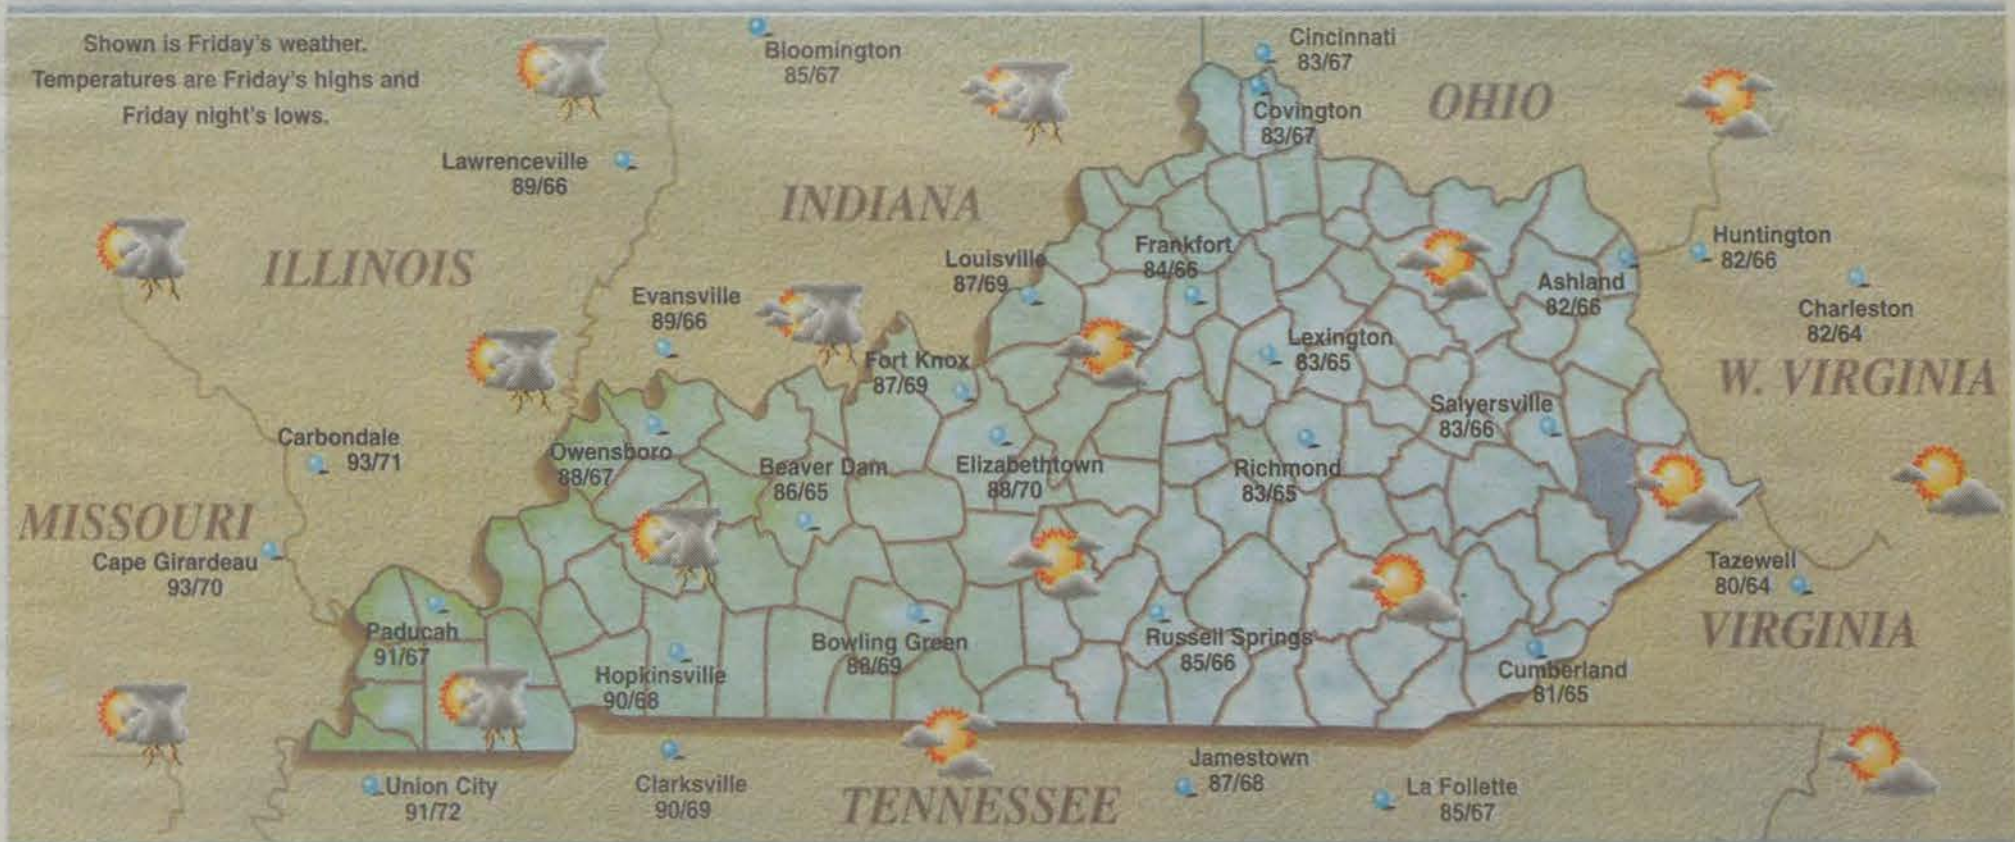 Shown is Friday's weather.
Temperatures are Friday's highs and
Friday night's lows.
Bloomington
85/67
Cincinnati
83/67
Covington
83/67
OHIO
Lawrenceville
89/66
INDIANA
ILLINOIS
Louisville
87/69
Frankfort
84/66
Huntington
82/66
Ashland
82/66
Charleston
82/64
Evansville
89/66
Lexington
83/65
Fort Knox
87/69
W. VIRGINIA
Salyersville
83/66
Carbondale
93/71
Owensboro
88/67
Beaver Dam
86/65
Elizabethtown
88/70
Richmond
83/65
MISSOURI
Cape Girardeau
93/70
Tazewell
80/64
VIRGINIA
Paducah
91/67
Hopkinsville
90/68
Bowling Green
88/69
Russell Springs
85/66
Cumberland
81/65
Union City
91/72
Clarksville
90/69
TENNESSEE
Jamestown
87/68
La Follette
85/67